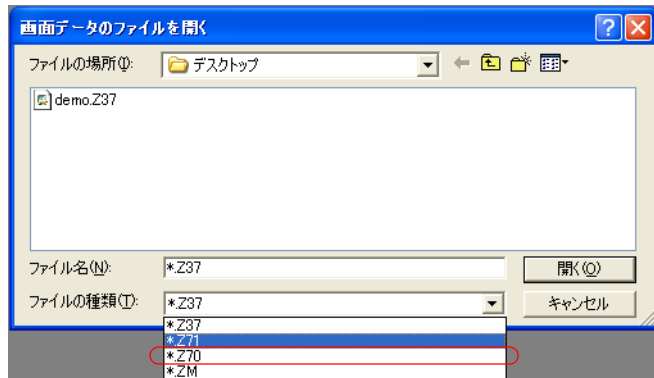 画面データのファイルを開く
ファイルの場所(I):
デスクトップ
demo.Z37
ファイル名(N):
*.Z37
開く(O)
ファイルの種類(T):
*.Z37
キャンセル
*.Z37
*.Z71
*.Z70
*.ZM